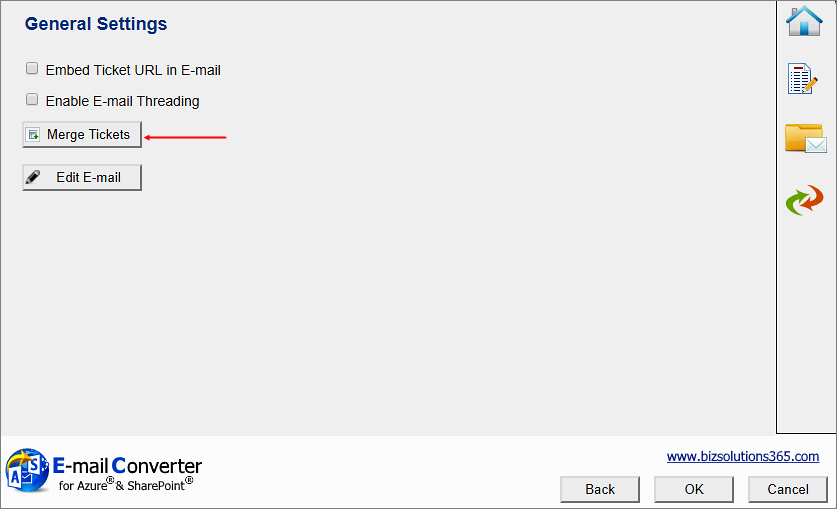 General Settings
Embed Ticket URL in E-mail
Enable E-mail Threading
Merge Tickets
Edit E-mail
www.bizsolutions365.com
E-mail Converter
for Azure® & SharePoint®
Back OK Cancel